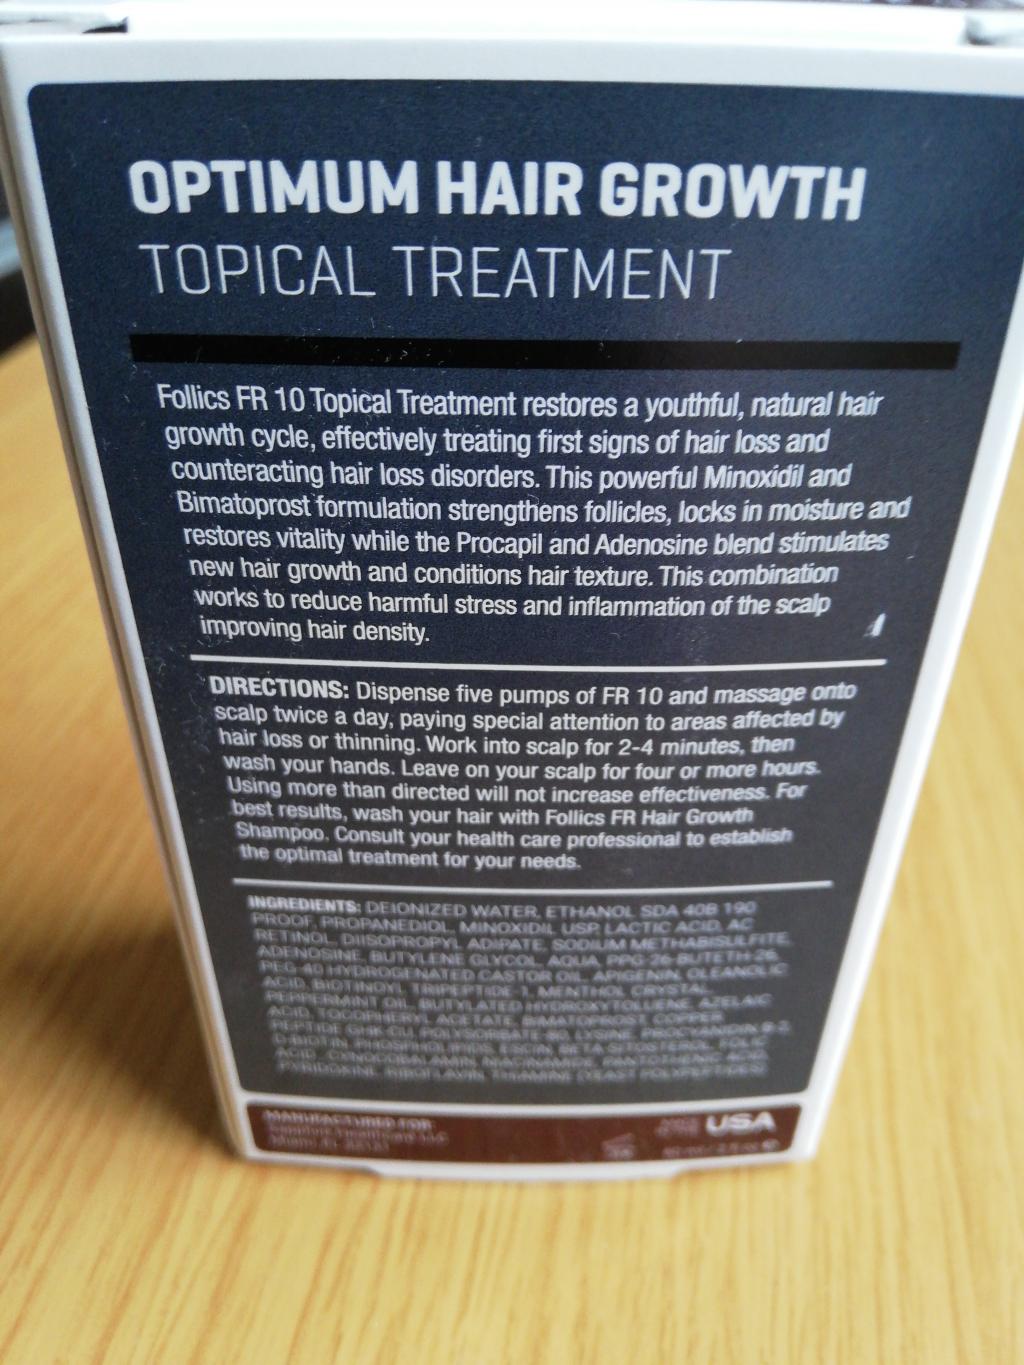 OPTIMUM HAIR GROWTH
TOPICAL TREATMENT
Follics FR 10 Topical Treatment restores a youthful, natural hair
growth cycle, effectively treating first signs of hair loss and
counteracting hair loss disorders. This powerful Minoxidil and
Bimatoprost formulation strengthens follicles, locks in moisture and
restores vitality while the Procapil and Adenosine blend stimulates
new hair growth and conditions hair texture. This combination
works to reduce harmful stress and inflammation of the scalp
improving hair density.
DIRECTIONS: Dispense five pumps of FR 10 and massage onto
scalp twice a day, paying special attention to areas affected by
hair loss or thinning. Work into scalp for 2-4 minutes, then
wash your hands. Leave on your scalp for four or more hours.
Using more than directed will not increase effectiveness. For
best results, wash your hair with Follics FR Hair Growth
Shampoo. Consult your health care professional to establish
the optimal treatment for your needs.
INGREDIENTS: DEIONIZED WATER, ETHANOL SDA 40B 190
PROOF, PROPANEDIOL, MINOXIDIL USP, LACTIC ACID, AC
RETINOL, DIISOPROPYL ADIPATE, SODIUM METHABISULFITE,
ADENOSINE, BUTYLENE GLYCOL, AQUA, PPG-26-BUTETH-26,
PEG-40 HYDROGENATED CASTOR OIL, APIGENIN, OLEANOLIC
ACID, BIOTINOYL TRIPEPTIDE-1, MENTHOL CRYSTAL,
PEPPERMINT OIL, BUTYLATED HYDROXYTOLUENE, AZELAIC
ACID, TOCOPHERYL ACETATE, BIMATOPROST, COPPER
PEPTIDE GHK-CU, POLYSORBATE-80, LYSINE, PROCYANIDIN B-2,
D-BIOTIN, PHOSPHOLIPIDS, ESCIN, BETA-SITOSTEROL, FOLIC
ACID, CYNOCOBALAMIN, NIACINAMIDE, PANTOTHENIC ACID,
PYRIDOXINE, RIBOFLAVIN, THIAMINE (YEAST POLYPEPTIDES)
MANUFACTURED FOR:
USA